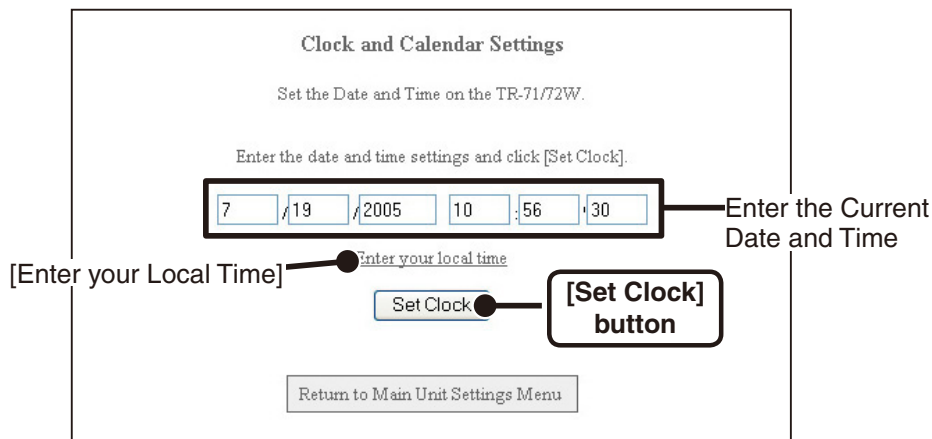 Clock and Calendar Settings
Set the Date and Time on the TR-71/72W.
Enter the date and time settings and click [Set Clock].
7 / 19 / 2005 10 : 56 ' 30
Enter the Current
Date and Time
Enter your local time
[Enter your Local Time]
Set Clock
[Set Clock]
button
Return to Main Unit Settings Menu